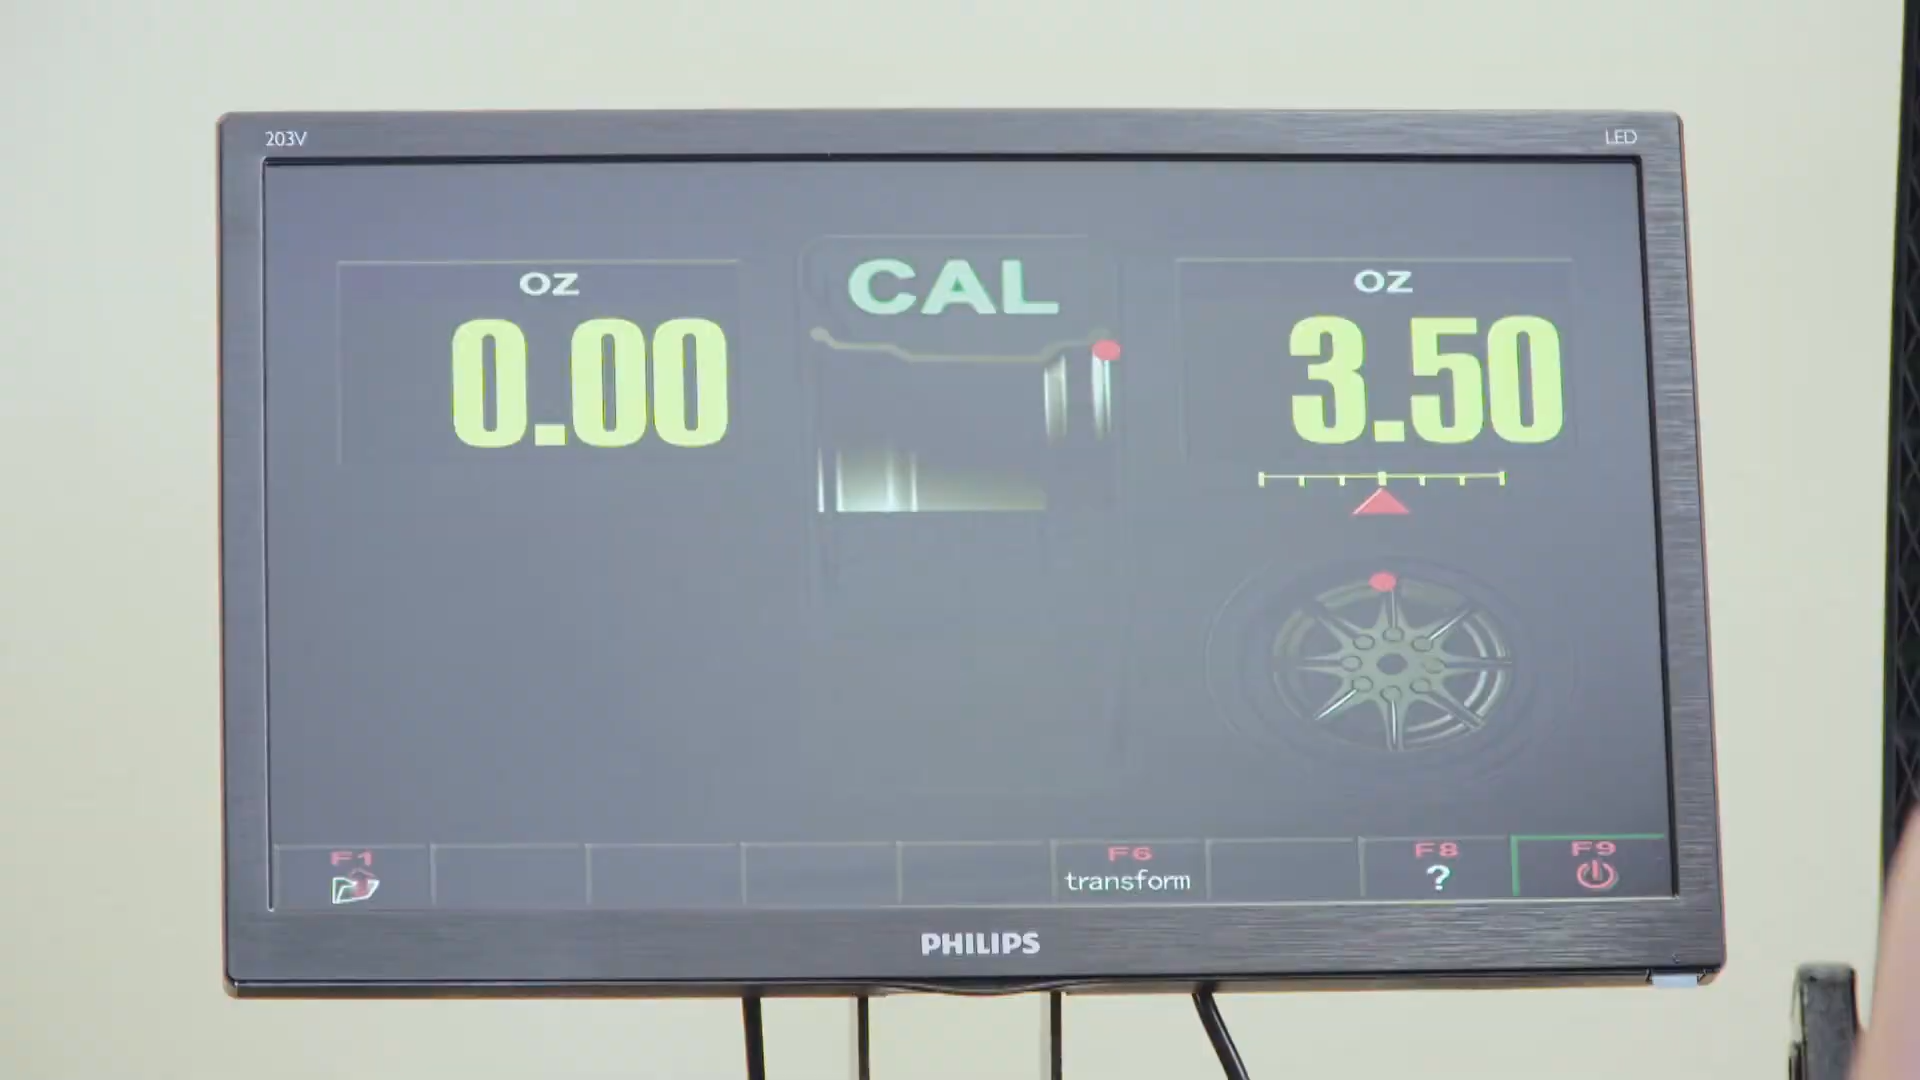 203V
LED
OZ
CAL
OZ
0.00
3.50
F1
F6
transform
F8
?
F9
PHILIPS